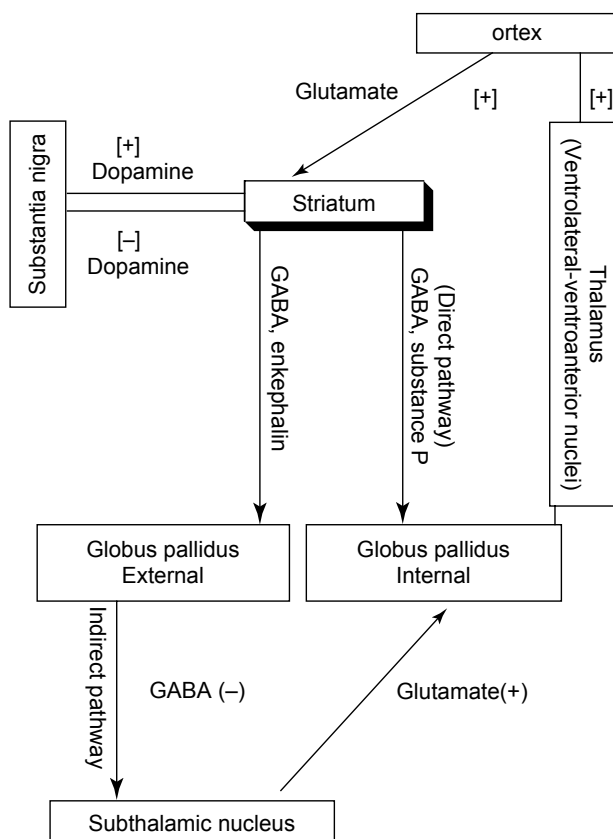 ortex
Glutamate
[+]
[+]
Substantia nigra
[+]
Dopamine
Striatum
[–]
Dopamine
Thalamus
(Ventrolateral-ventroanterior nuclei)
GABA, enkephalin
(Direct pathway)
GABA, substance P
Globus pallidus
External
Globus pallidus
Internal
Indirect pathway
GABA (–)
Glutamate(+)
Subthalamic nucleus